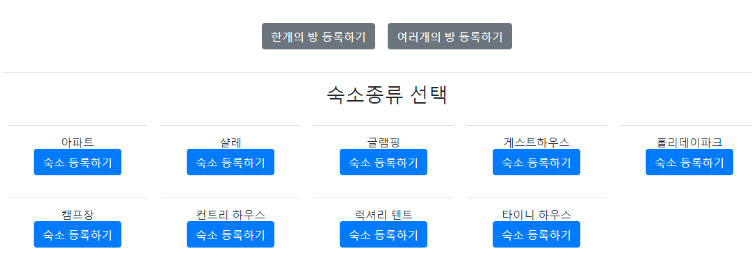 한개의 방 등록하기 여러개의 방 등록하기
숙소종류 선택
아파트 샬레 글램핑 게스트하우스 홀리데이파크
숙소 등록하기 숙소 등록하기 숙소 등록하기 숙소 등록하기 숙소 등록하기
캠프장 컨트리 하우스 럭셔리 텐트 타이니 하우스
숙소 등록하기 숙소 등록하기 숙소 등록하기 숙소 등록하기